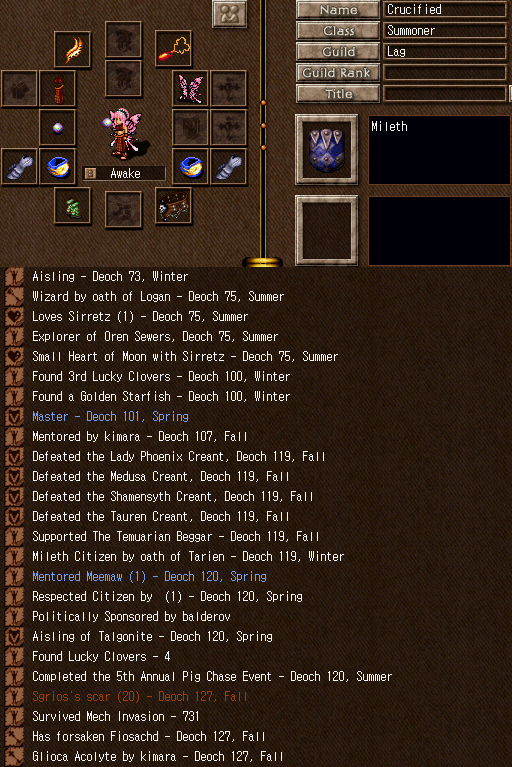 Name Crucified
Class Summoner
Guild Lag
Guild Rank
Title
Mileth
Awake
Aisling - Deoch 73, Winter
Wizard by oath of Logan - Deoch 75, Summer
Loves Sirretz (1) - Deoch 75, Summer
Explorer of Oren Sewers, Deoch 75, Summer
Small Heart of Moon with Sirretz - Deoch 75, Summer
Found 3rd Lucky Clovers - Deoch 100, Winter
Found a Golden Starfish - Deoch 100, Winter
Master - Deoch 101, Spring
Mentored by kimara - Deoch 107, Fall
Defeated the Lady Phoenix Creant, Deoch 119, Fall
Defeated the Medusa Creant, Deoch 119, Fall
Defeated the Shamensyth Creant, Deoch 119, Fall
Defeated the Tauren Creant, Deoch 119, Fall
Supported The Temuarian Beggar - Deoch 119, Fall
Mileth Citizen by oath of Tarien - Deoch 119, Winter
Mentored Meemaw (1) - Deoch 120, Spring
Respected Citizen by  (1) - Deoch 120, Spring
Politically Sponsored by balderov
Aisling of Talgonite - Deoch 120, Spring
Found Lucky Clovers - 4
Completed the 5th Annual Pig Chase Event - Deoch 120, Summer
Sgrios's scar (20) - Deoch 127, Fall
Survived Mech Invasion - 731
Has forsaken Fiosachd - Deoch 127, Fall
Glioca Acolyte by kimara - Deoch 127, Fall